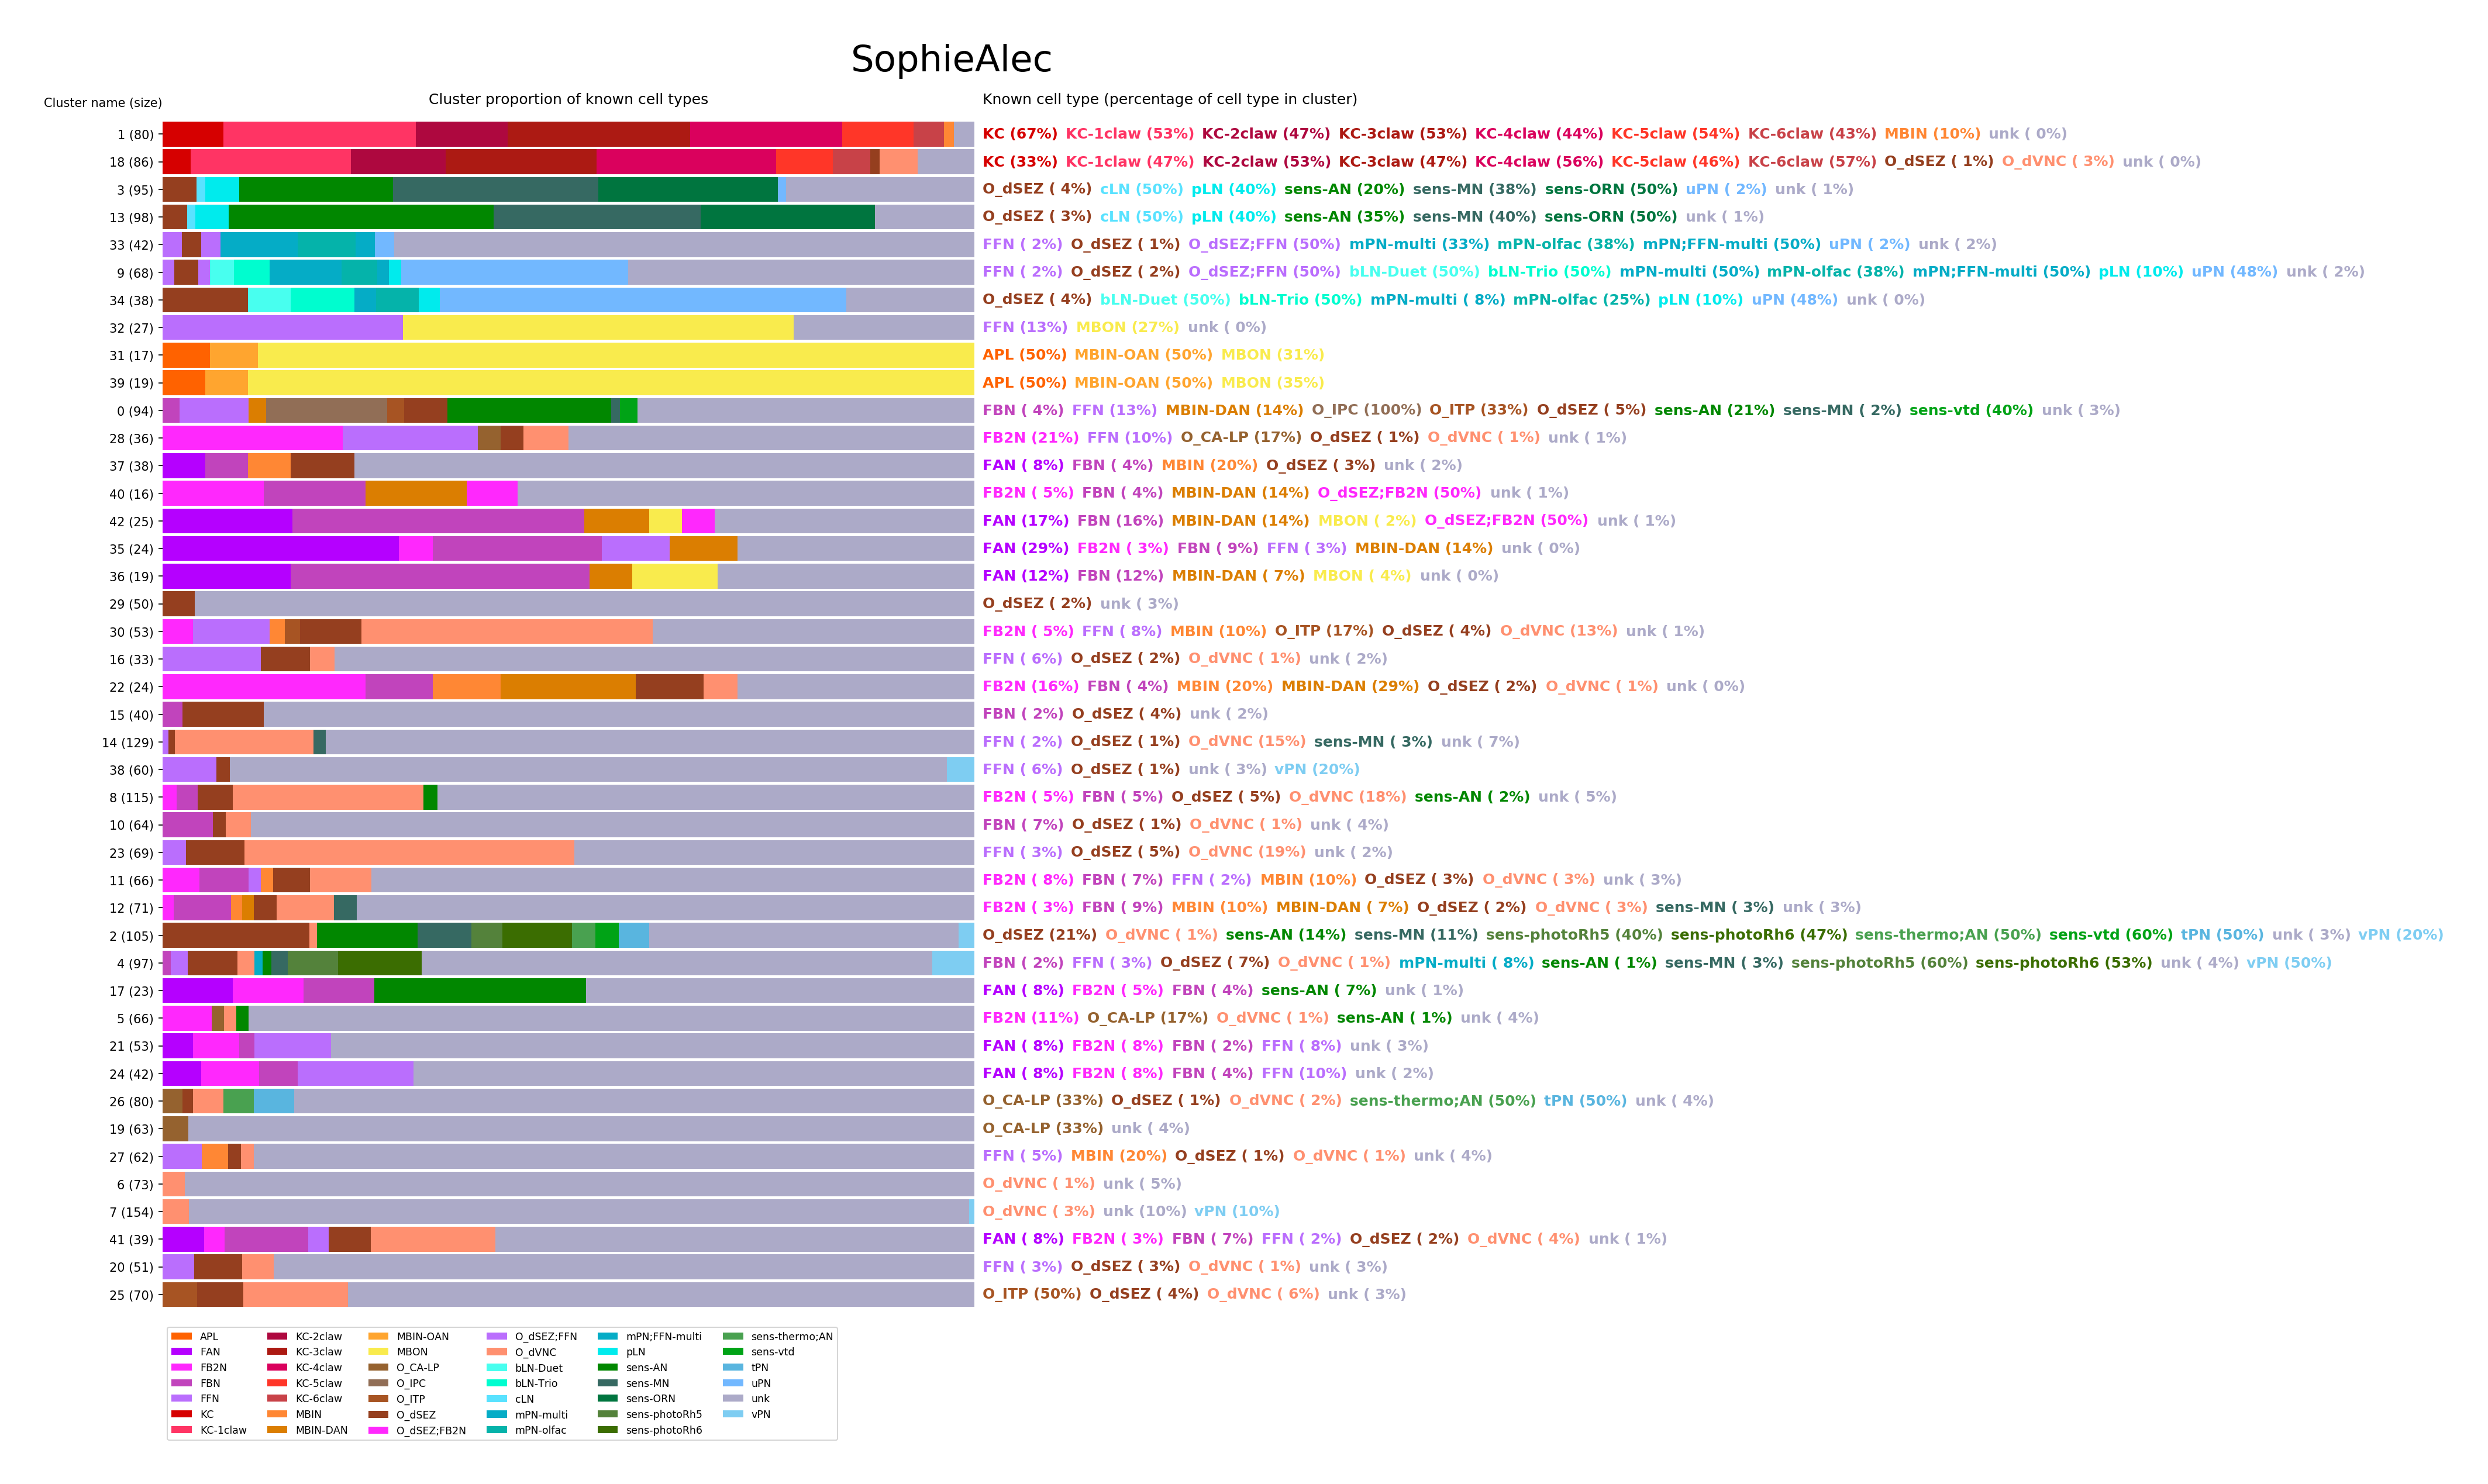 SophieAlec
Cluster name (size) Cluster proportion of known cell types Known cell type (percentage of cell type in cluster)
1 (80) KC (67%) KC-1claw (53%) KC-2claw (47%) KC-3claw (53%) KC-4claw (44%) KC-5claw (54%) KC-6claw (43%) MBIN (10%) unk ( 0%)
18 (86) KC (33%) KC-1claw (47%) KC-2claw (53%) KC-3claw (47%) KC-4claw (56%) KC-5claw (46%) KC-6claw (57%) O_dSEZ ( 1%) O_dVNC ( 3%) unk ( 0%)
3 (95) O_dSEZ ( 4%) cLN (50%) pLN (40%) sens-AN (20%) sens-MN (38%) sens-ORN (50%) uPN ( 2%) unk ( 1%)
13 (98) O_dSEZ ( 3%) cLN (50%) pLN (40%) sens-AN (35%) sens-MN (40%) sens-ORN (50%) unk ( 1%)
33 (42) FFN ( 2%) O_dSEZ ( 1%) O_dSEZ;FFN (50%) mPN-multi (33%) mPN-olfac (38%) mPN;FFN-multi (50%) uPN ( 2%) unk ( 2%)
9 (68) FFN ( 2%) O_dSEZ ( 2%) O_dSEZ;FFN (50%) bLN-Duet (50%) bLN-Trio (50%) mPN-multi (50%) mPN-olfac (38%) mPN;FFN-multi (50%) pLN (10%) uPN (48%) unk ( 2%)
34 (38) O_dSEZ ( 4%) bLN-Duet (50%) bLN-Trio (50%) mPN-multi ( 8%) mPN-olfac (25%) pLN (10%) uPN (48%) unk ( 0%)
32 (27) FFN (13%) MBON (27%) unk ( 0%)
31 (17) APL (50%) MBIN-OAN (50%) MBON (31%)
39 (19) APL (50%) MBIN-OAN (50%) MBON (35%)
0 (94) FBN ( 4%) FFN (13%) MBIN-DAN (14%) O_IPC (100%) O_ITP (33%) O_dSEZ ( 5%) sens-AN (21%) sens-MN ( 2%) sens-vtd (40%) unk ( 3%)
28 (36) FB2N (21%) FFN (10%) O_CA-LP (17%) O_dSEZ ( 1%) O_dVNC ( 1%) unk ( 1%)
37 (38) FAN ( 8%) FBN ( 4%) MBIN (20%) O_dSEZ ( 3%) unk ( 2%)
40 (16) FB2N ( 5%) FBN ( 4%) MBIN-DAN (14%) O_dSEZ;FB2N (50%) unk ( 1%)
42 (25) FAN (17%) FBN (16%) MBIN-DAN (14%) MBON ( 2%) O_dSEZ;FB2N (50%) unk ( 1%)
35 (24) FAN (29%) FB2N ( 3%) FBN ( 9%) FFN ( 3%) MBIN-DAN (14%) unk ( 0%)
36 (19) FAN (12%) FBN (12%) MBIN-DAN ( 7%) MBON ( 4%) unk ( 0%)
29 (50) O_dSEZ ( 2%) unk ( 3%)
30 (53) FB2N ( 5%) FFN ( 8%) MBIN (10%) O_ITP (17%) O_dSEZ ( 4%) O_dVNC (13%) unk ( 1%)
16 (33) FFN ( 6%) O_dSEZ ( 2%) O_dVNC ( 1%) unk ( 2%)
22 (24) FB2N (16%) FBN ( 4%) MBIN (20%) MBIN-DAN (29%) O_dSEZ ( 2%) O_dVNC ( 1%) unk ( 0%)
15 (40) FBN ( 2%) O_dSEZ ( 4%) unk ( 2%)
14 (129) FFN ( 2%) O_dSEZ ( 1%) O_dVNC (15%) sens-MN ( 3%) unk ( 7%)
38 (60) FFN ( 6%) O_dSEZ ( 1%) unk ( 3%) vPN (20%)
8 (115) FB2N ( 5%) FBN ( 5%) O_dSEZ ( 5%) O_dVNC (18%) sens-AN ( 2%) unk ( 5%)
10 (64) FBN ( 7%) O_dSEZ ( 1%) O_dVNC ( 1%) unk ( 4%)
23 (69) FFN ( 3%) O_dSEZ ( 5%) O_dVNC (19%) unk ( 2%)
11 (66) FB2N ( 8%) FBN ( 7%) FFN ( 2%) MBIN (10%) O_dSEZ ( 3%) O_dVNC ( 3%) unk ( 3%)
12 (71) FB2N ( 3%) FBN ( 9%) MBIN (10%) MBIN-DAN ( 7%) O_dSEZ ( 2%) O_dVNC ( 3%) sens-MN ( 3%) unk ( 3%)
2 (105) O_dSEZ (21%) O_dVNC ( 1%) sens-AN (14%) sens-MN (11%) sens-photoRh5 (40%) sens-photoRh6 (47%) sens-thermo;AN (50%) sens-vtd (60%) tPN (50%) unk ( 3%) vPN (20%)
4 (97) FBN ( 2%) FFN ( 3%) O_dSEZ ( 7%) O_dVNC ( 1%) mPN-multi ( 8%) sens-AN ( 1%) sens-MN ( 3%) sens-photoRh5 (60%) sens-photoRh6 (53%) unk ( 4%) vPN (50%)
17 (23) FAN ( 8%) FB2N ( 5%) FBN ( 4%) sens-AN ( 7%) unk ( 1%)
5 (66) FB2N (11%) O_CA-LP (17%) O_dVNC ( 1%) sens-AN ( 1%) unk ( 4%)
21 (53) FAN ( 8%) FB2N ( 8%) FBN ( 2%) FFN ( 8%) unk ( 3%)
24 (42) FAN ( 8%) FB2N ( 8%) FBN ( 4%) FFN (10%) unk ( 2%)
26 (80) O_CA-LP (33%) O_dSEZ ( 1%) O_dVNC ( 2%) sens-thermo;AN (50%) tPN (50%) unk ( 4%)
19 (63) O_CA-LP (33%) unk ( 4%)
27 (62) FFN ( 5%) MBIN (20%) O_dSEZ ( 1%) O_dVNC ( 1%) unk ( 4%)
6 (73) O_dVNC ( 1%) unk ( 5%)
7 (154) O_dVNC ( 3%) unk (10%) vPN (10%)
41 (39) FAN ( 8%) FB2N ( 3%) FBN ( 7%) FFN ( 2%) O_dSEZ ( 2%) O_dVNC ( 4%) unk ( 1%)
20 (51) FFN ( 3%) O_dSEZ ( 3%) O_dVNC ( 1%) unk ( 3%)
25 (70) O_ITP (50%) O_dSEZ ( 4%) O_dVNC ( 6%) unk ( 3%)
APL KC-2claw MBIN-OAN O_dSEZ;FFN mPN;FFN-multi sens-thermo;AN
FAN KC-3claw MBON O_dVNC pLN sens-vtd
FB2N KC-4claw O_CA-LP bLN-Duet sens-AN tPN
FBN KC-5claw O_IPC bLN-Trio sens-MN uPN
FFN KC-6claw O_ITP cLN sens-ORN unk
KC MBIN O_dSEZ mPN-multi sens-photoRh5 vPN
KC-1claw MBIN-DAN O_dSEZ;FB2N mPN-olfac sens-photoRh6